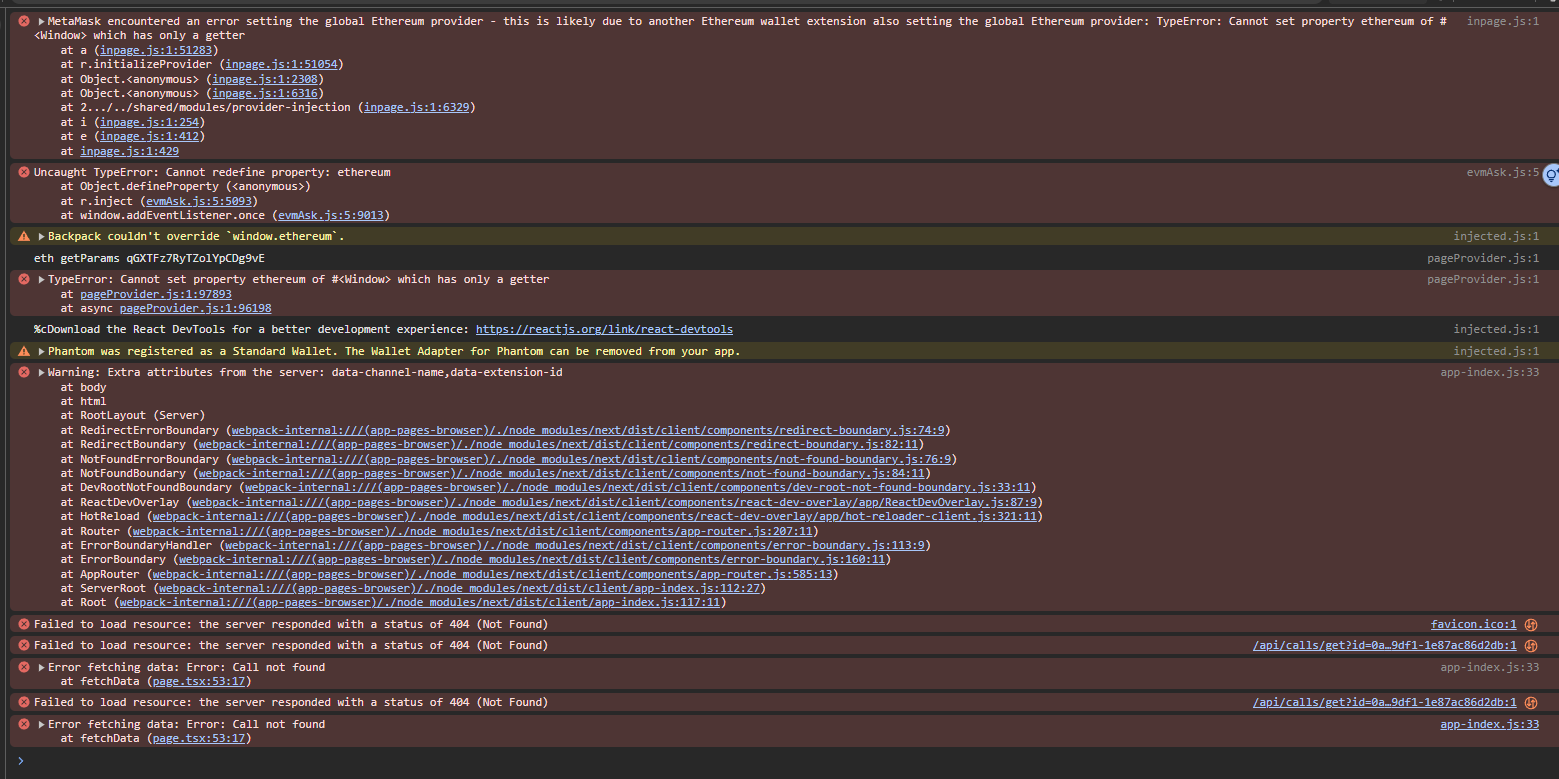 MetaMask encountered an error setting the global Ethereum provider - this is likely due to another Ethereum wallet extension also setting the global Ethereum provider: TypeError: Cannot set property ethereum of # inpage.js:1
<Window> which has only a getter
at a (inpage.js:1:51283)
at r.initializeProvider (inpage.js:1:51054)
at Object.<anonymous> (inpage.js:1:2308)
at Object.<anonymous> (inpage.js:1:6316)
at 2.../../shared/modules/provider-injection (inpage.js:1:6329)
at i (inpage.js:1:254)
at e (inpage.js:1:412)
at inpage.js:1:429
Uncaught TypeError: Cannot redefine property: ethereum evmAsk.js:5
at Object.defineProperty (<anonymous>)
at r.inject (evmAsk.js:5:5093)
at window.addEventListener.once (evmAsk.js:5:9013)
Backpack couldn't override `window.ethereum`. injected.js:1
eth getParams qGXTFz7RyTZolYpCDg9vE pageProvider.js:1
TypeError: Cannot set property ethereum of #<Window> which has only a getter pageProvider.js:1
at pageProvider.js:1:97893
at async pageProvider.js:1:96198
%cDownload the React DevTools for a better development experience: https://reactjs.org/link/react-devtools injected.js:1
Phantom was registered as a Standard Wallet. The Wallet Adapter for Phantom can be removed from your app. injected.js:1
Warning: Extra attributes from the server: data-channel-name,data-extension-id app-index.js:33
at body
at html
at RootLayout (Server)
at RedirectErrorBoundary (webpack-internal:///(app-pages-browser)/./node_modules/next/dist/client/components/redirect-boundary.js:74:9)
at RedirectBoundary (webpack-internal:///(app-pages-browser)/./node_modules/next/dist/client/components/redirect-boundary.js:82:11)
at NotFoundErrorBoundary (webpack-internal:///(app-pages-browser)/./node_modules/next/dist/client/components/not-found-boundary.js:76:9)
at NotFoundBoundary (webpack-internal:///(app-pages-browser)/./node_modules/next/dist/client/components/not-found-boundary.js:84:11)
at DevRootNotFoundBoundary (webpack-internal:///(app-pages-browser)/./node_modules/next/dist/client/components/dev-root-not-found-boundary.js:33:11)
at ReactDevOverlay (webpack-internal:///(app-pages-browser)/./node_modules/next/dist/client/components/react-dev-overlay/app/ReactDevOverlay.js:87:9)
at HotReload (webpack-internal:///(app-pages-browser)/./node_modules/next/dist/client/components/react-dev-overlay/app/hot-reloader-client.js:321:11)
at Router (webpack-internal:///(app-pages-browser)/./node_modules/next/dist/client/components/app-router.js:207:11)
at ErrorBoundaryHandler (webpack-internal:///(app-pages-browser)/./node_modules/next/dist/client/components/error-boundary.js:113:9)
at ErrorBoundary (webpack-internal:///(app-pages-browser)/./node_modules/next/dist/client/components/error-boundary.js:160:11)
at AppRouter (webpack-internal:///(app-pages-browser)/./node_modules/next/dist/client/components/app-router.js:585:13)
at ServerRoot (webpack-internal:///(app-pages-browser)/./node_modules/next/dist/client/app-index.js:112:27)
at Root (webpack-internal:///(app-pages-browser)/./node_modules/next/dist/client/app-index.js:117:11)
Failed to load resource: the server responded with a status of 404 (Not Found) favicon.ico:1
Failed to load resource: the server responded with a status of 404 (Not Found) /api/calls/get?id=0a…9df1-1e87ac86d2db:1
Error fetching data: Error: Call not found app-index.js:33
at fetchData (page.tsx:53:17)
Failed to load resource: the server responded with a status of 404 (Not Found) /api/calls/get?id=0a…9df1-1e87ac86d2db:1
Error fetching data: Error: Call not found app-index.js:33
at fetchData (page.tsx:53:17)